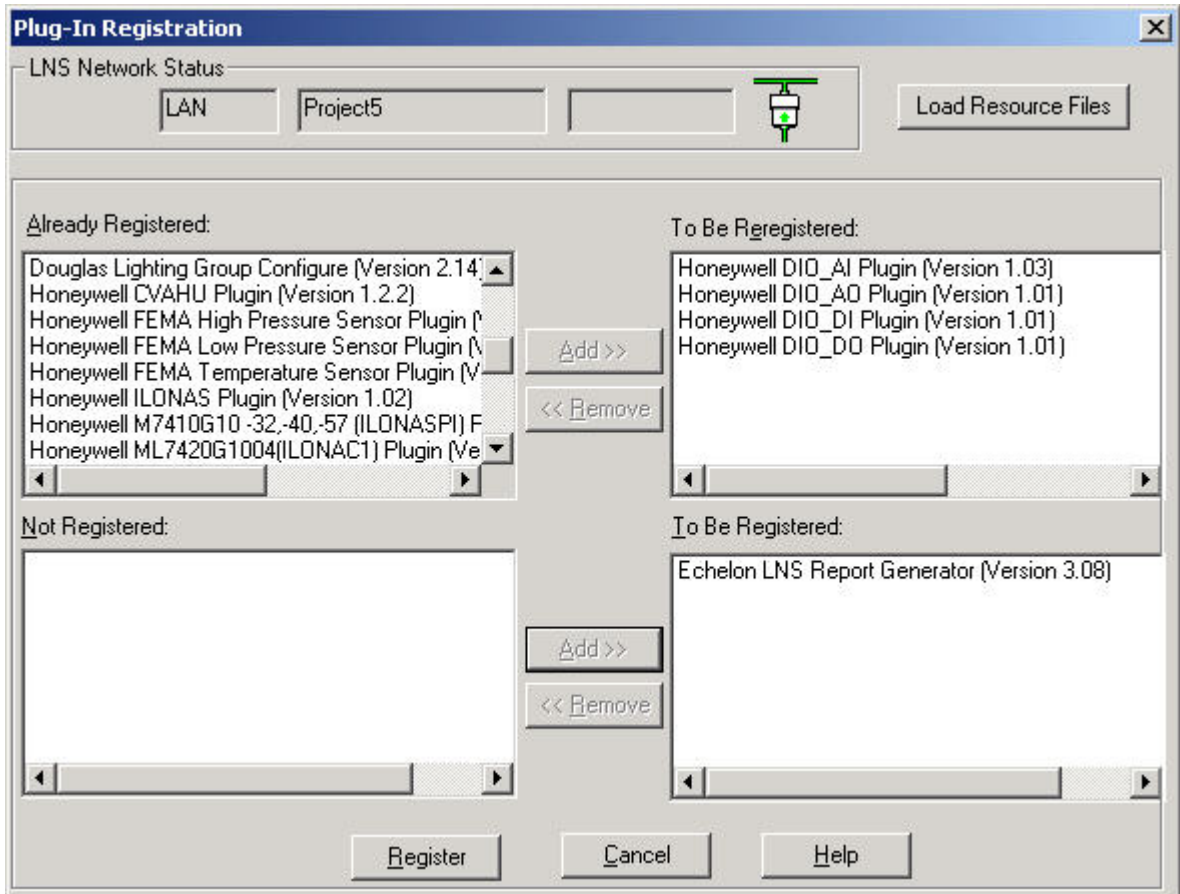 Plug-In Registration
LNS Network Status
LAN
Project5
Load Resource Files
Already Registered:
Douglas Lighting Group Configure (Version 2.14)
Honeywell CVAHU Plugin (Version 1.2.2)
Honeywell FEMA High Pressure Sensor Plugin (
Honeywell FEMA Low Pressure Sensor Plugin (
Honeywell FEMA Temperature Sensor Plugin (V
Honeywell ILONAS Plugin (Version 1.02)
Honeywell M7410G10 -32,-40,-57 (ILONASPI) P
Honeywell ML7420G1004(ILONAC1) Plugin (Ve
Add >>
<< Remove
To Be Reregistered:
Honeywell DIO_AI Plugin (Version 1.03)
Honeywell DIO_AO Plugin (Version 1.01)
Honeywell DIO_DI Plugin (Version 1.01)
Honeywell DIO_DO Plugin (Version 1.01)
Not Registered:
Add >>
<< Remove
To Be Registered:
Echelon LNS Report Generator (Version 3.08)
Register
Cancel
Help